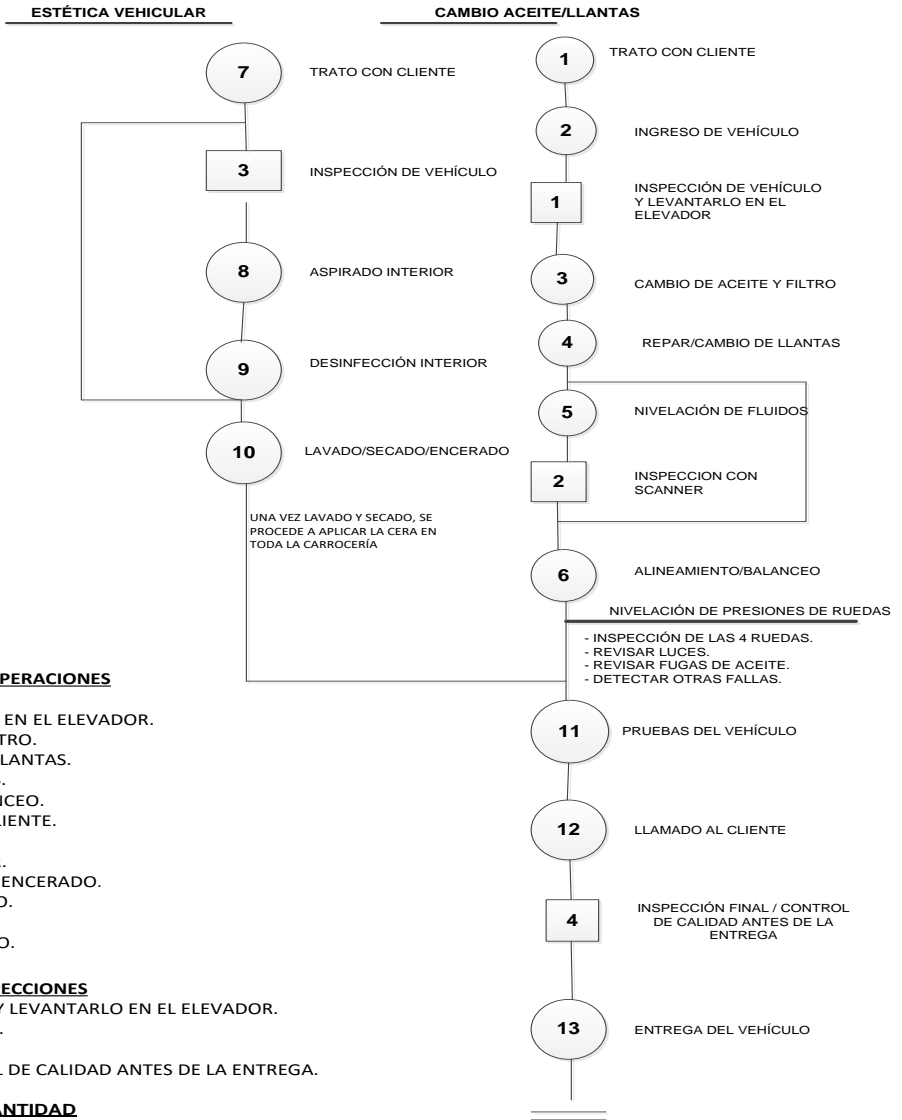 ESTÉTICA VEHICULAR
7
TRATO CON CLIENTE
3
INSPECCIÓN DE VEHÍCULO
8
ASPIRADO INTERIOR
9
DESINFECCIÓN INTERIOR
10
LAVADO/SECADO/ENCERADO
UNA VEZ LAVADO Y SECADO, SE
PROCEDE A APLICAR LA CERA EN
TODA LA CARROCERÍA
CAMBIO ACEITE/LLANTAS
1
TRATO CON CLIENTE
2
INGRESO DE VEHÍCULO
1
INSPECCIÓN DE VEHÍCULO
Y LEVANTARLO EN EL
ELEVADOR
3
CAMBIO DE ACEITE Y FILTRO
4
REPAR/CAMBIO DE LLANTAS
5
NIVELACIÓN DE FLUIDOS
2
INSPECCION CON
SCANNER
6
ALINEAMIENTO/BALANCEO
NIVELACIÓN DE PRESIONES DE RUEDAS
- INSPECCIÓN DE LAS 4 RUEDAS.
- REVISAR LUCES.
- REVISAR FUGAS DE ACEITE.
- DETECTAR OTRAS FALLAS.
11
PRUEBAS DEL VEHÍCULO
12
LLAMADO AL CLIENTE
4
INSPECCIÓN FINAL / CONTROL
DE CALIDAD ANTES DE LA
ENTREGA
13
ENTREGA DEL VEHÍCULO
PERACIONES
EN EL ELEVADOR.
TRO.
LANTAS.
NCEO.
LIENTE.
ENCERADO.
O.
O.
PECCIONES
Y LEVANTARLO EN EL ELEVADOR.
L DE CALIDAD ANTES DE LA ENTREGA.
ANTIDAD